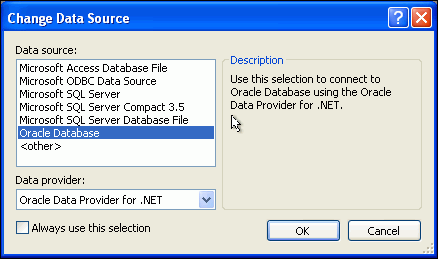 Change Data Source
Data source:
Microsoft Access Database File
Microsoft ODBC Data Source
Microsoft SQL Server
Microsoft SQL Server Compact 3.5
Microsoft SQL Server Database File
Oracle Database
<other>
Description
Use this selection to connect to
Oracle Database using the Oracle
Data Provider for .NET.
Data provider:
Oracle Data Provider for .NET
Always use this selection
OK
Cancel